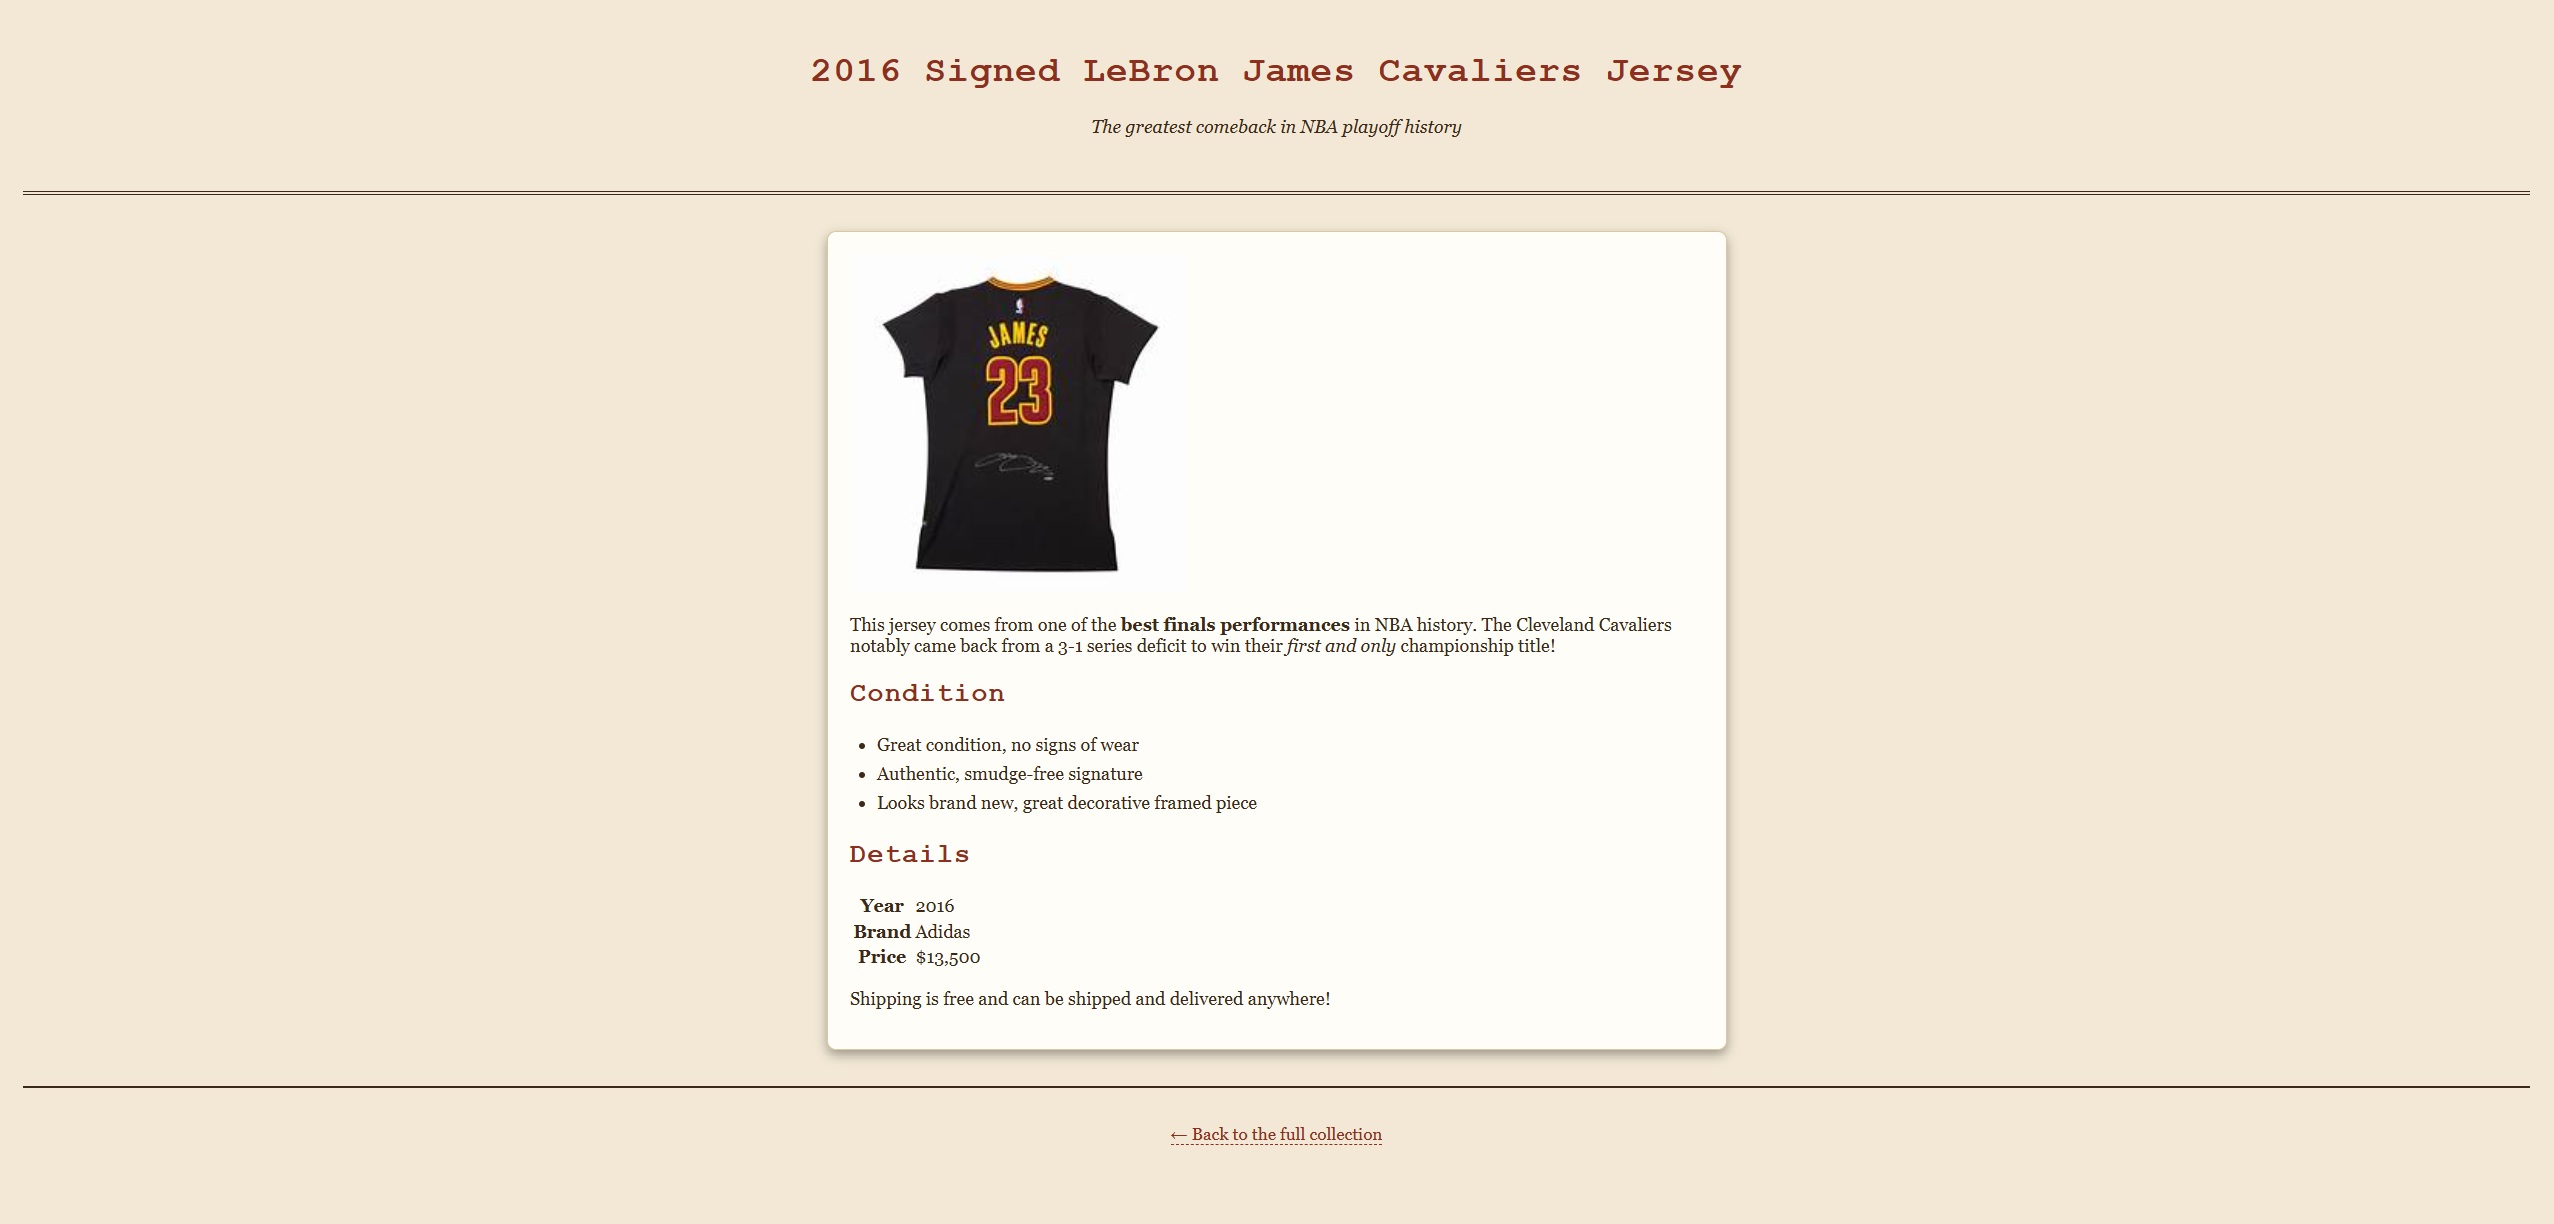 2016 Signed LeBron James Cavaliers Jersey
The greatest comeback in NBA playoff history
JAMES
23
This jersey comes from one of the best finals performances in NBA history. The Cleveland Cavaliers
notably came back from a 3-1 series deficit to win their first and only championship title!
Condition
• Great condition, no signs of wear
• Authentic, smudge-free signature
• Looks brand new, great decorative framed piece
Details
Year 2016
Brand Adidas
Price $13,500
Shipping is free and can be shipped and delivered anywhere!
← Back to the full collection